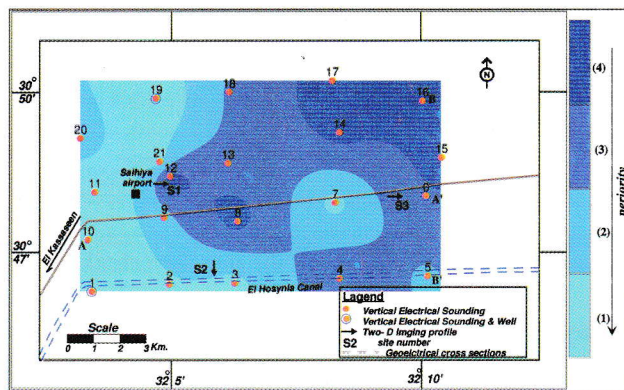 17
18
19
16
B
30° 50'
14
20
21
15
12
13
Salhiya airport
S1
11
6
A'
7
S3
9
8
10
A
El Kassaseen
30° 47'
S2
1
2
3
4
5
B'
El Hosynia Canal
N
(4)
(3)
(2)
(1)
periority
Legend
Vertical Electrical Sounding
Vertical Electrical Sounding & Well
Two- D Imging profile
S2 site number
Geoelctrical cross sections
Scale
0 1 2 3 Km.
32° 5'
32° 10'